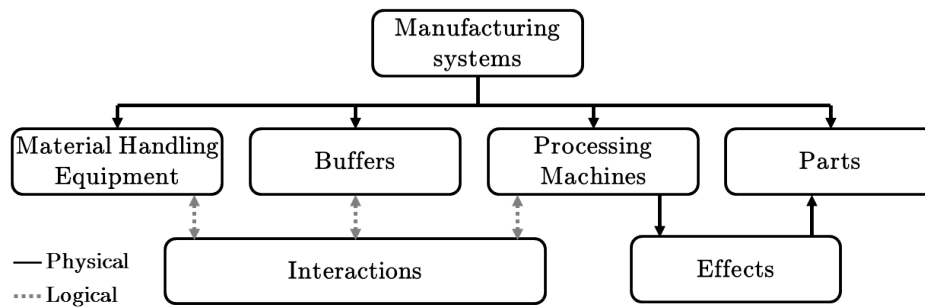 Manufacturing
systems
Material Handling
Equipment
Buffers
Processing
Machines
Parts
Interactions
Effects
Physical
Logical